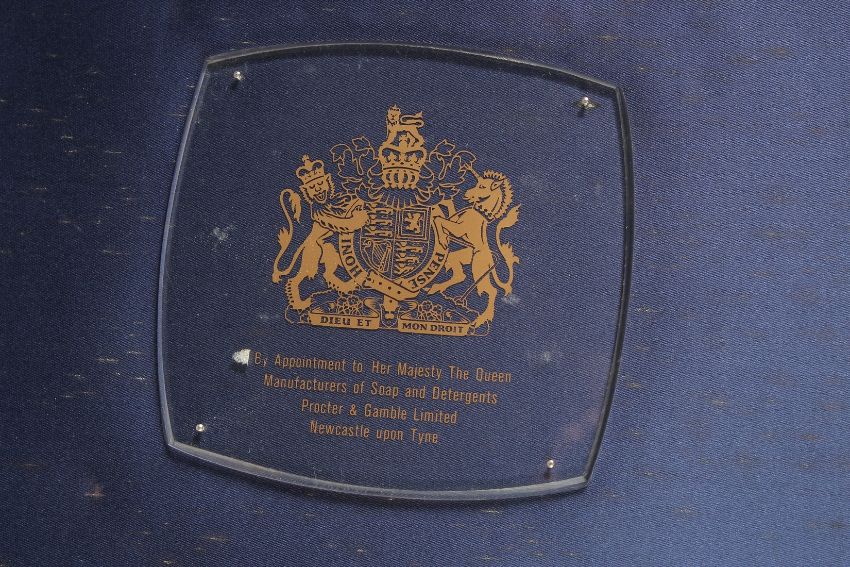 HONI
PENSE
DIEU ET MON DROIT
By Appointment to Her Majesty The Queen
Manufacturers of Soap and Detergents
Procter & Gamble Limited
Newcastle upon Tyne